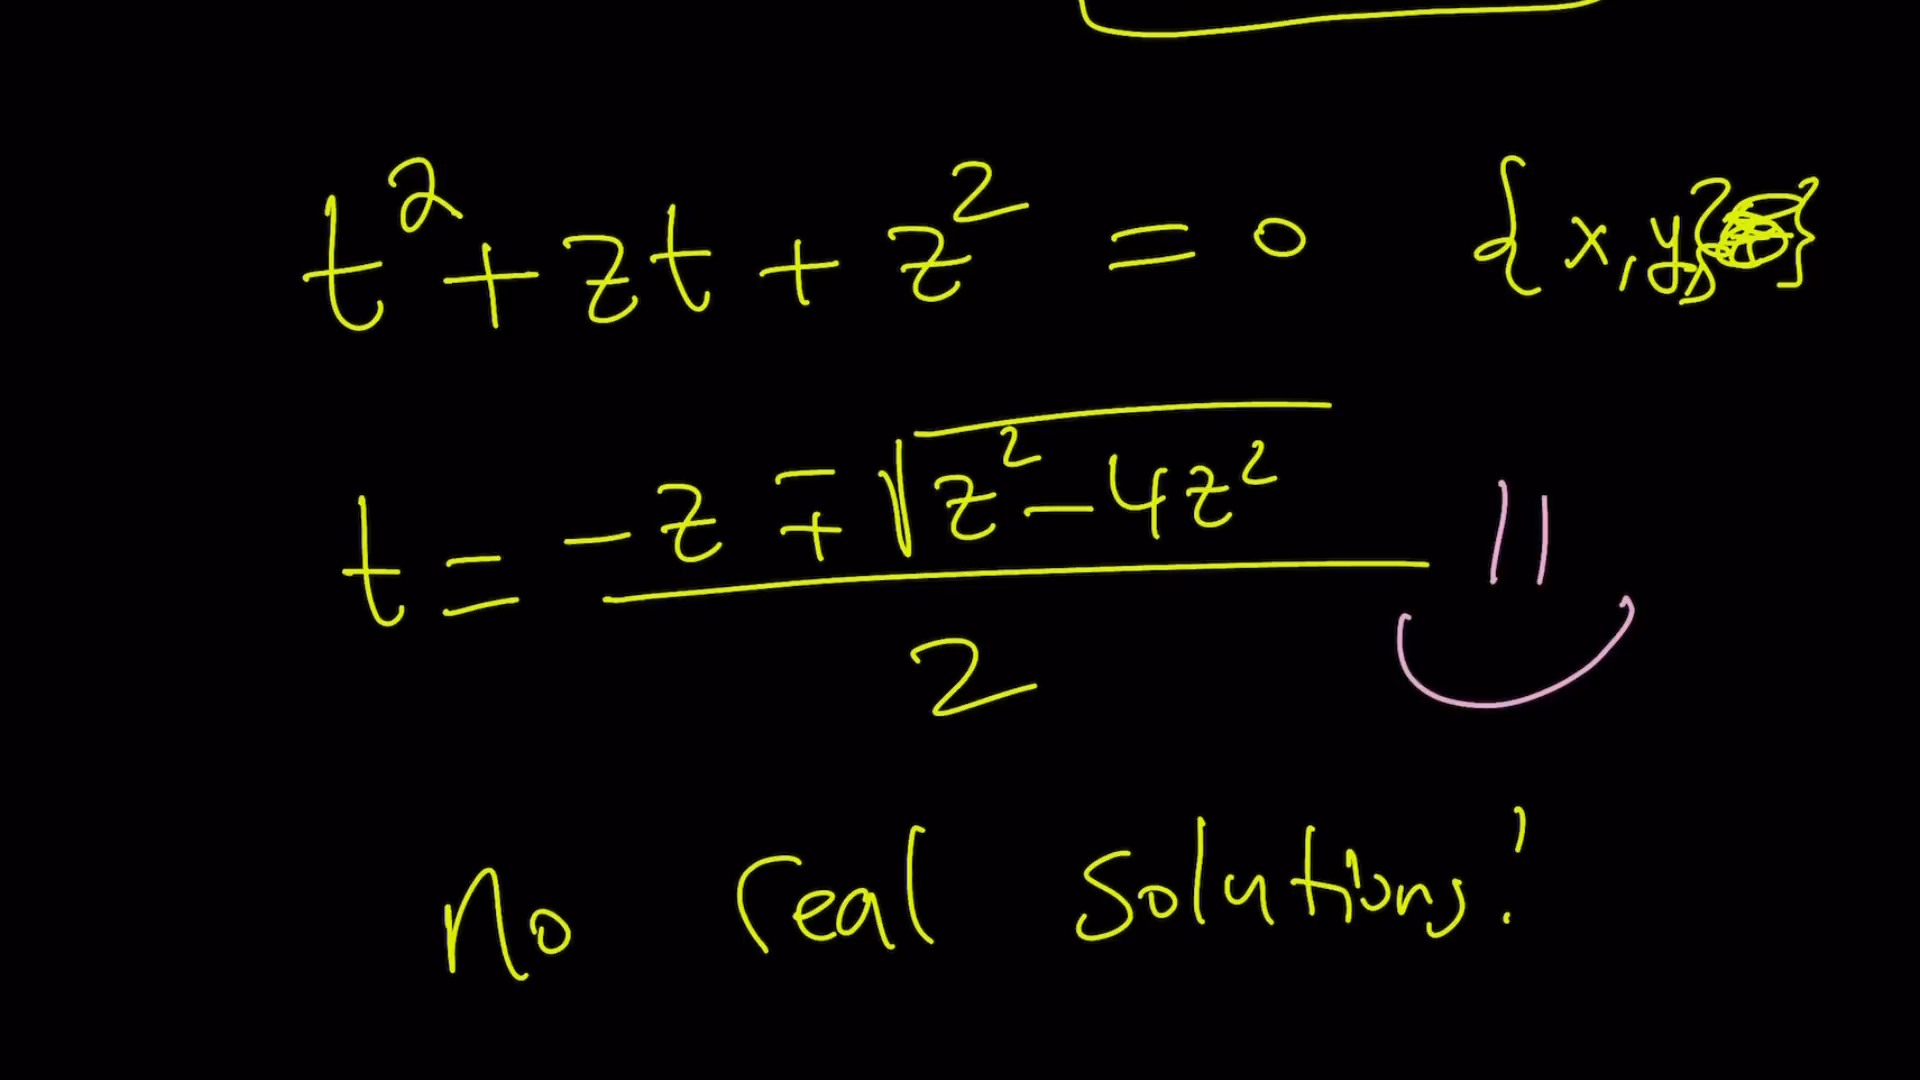 t² + zt + z² = 0 {x, y}
t = (-z ∓ √(z² - 4z²)) / 2
no real solutions!